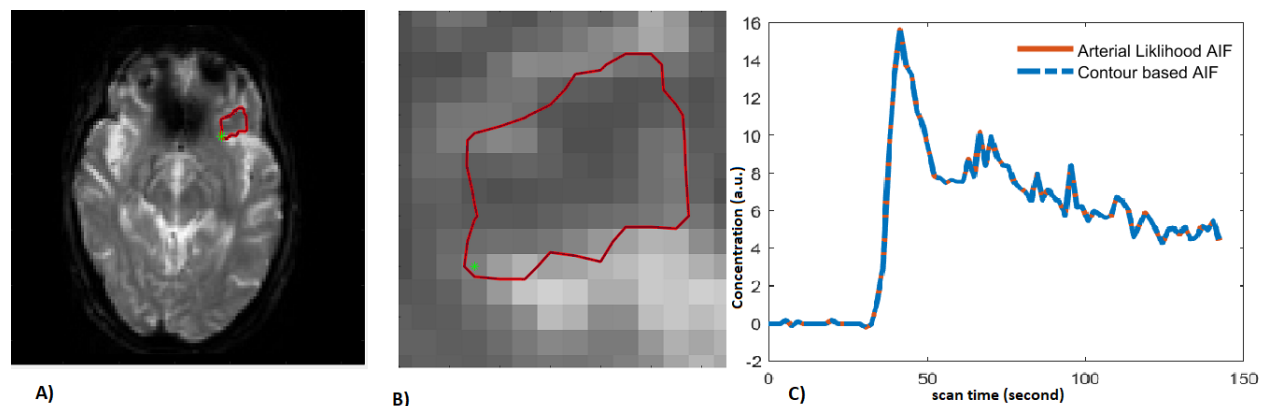 A)
B)
Concentration (a.u.)
16
14
12
10
8
6
4
2
0
-2
Arterial Liklihood AIF
Contour based AIF
0
50
100
150
C)
scan time (second)